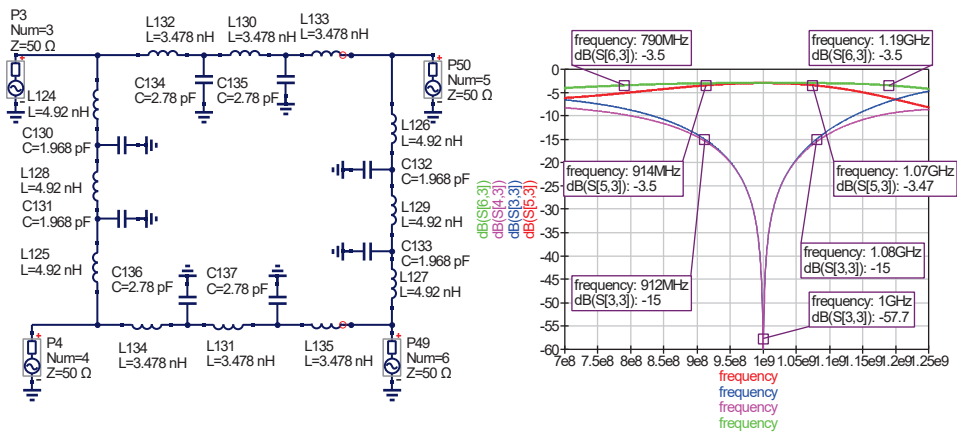 P3
Num=3
Z=50 Ω
L132
L=3.478 nH
L130
L=3.478 nH
L133
L=3.478 nH
C134
C=2.78 pF
C135
C=2.78 pF
P50
Num=5
Z=50 Ω
L124
L=4.92 nH
C130
C=1.968 pF
L128
L=4.92 nH
C131
C=1.968 pF
L125
L=4.92 nH
L126
L=4.92 nH
C132
C=1.968 pF
L129
L=4.92 nH
C133
C=1.968 pF
L127
L=4.92 nH
C136
C=2.78 pF
C137
C=2.78 pF
P4
Num=4
Z=50 Ω
L134
L=3.478 nH
L131
L=3.478 nH
L135
L=3.478 nH
P49
Num=6
Z=50 Ω
frequency: 790MHz
dB(S[6,3]): -3.5
frequency: 1.19GHz
dB(S[6,3]): -3.5
frequency: 914MHz
dB(S[5,3]): -3.5
frequency: 1.07GHz
dB(S[5,3]): -3.47
frequency: 912MHz
dB(S[3,3]): -15
frequency: 1.08GHz
dB(S[3,3]): -15
frequency: 1GHz
dB(S[3,3]): -57.7
dB(S[6,3])
dB(S[4,3])
dB(S[3,3])
dB(S[5,3])
0
-5
-10
-15
-20
-25
-30
-35
-40
-45
-50
-55
-60
7e8 7.5e8 8e8 8.5e8 9e8 9.5e8 1e9 1.05e9 1.1e9 1.15e9 1.2e9 1.25e9
frequency
frequency
frequency
frequency